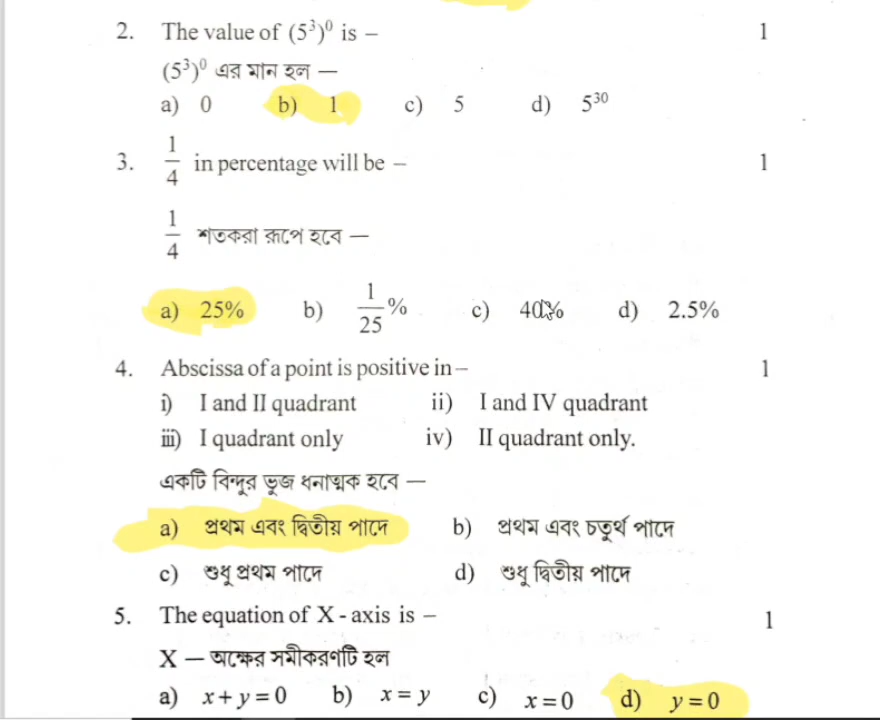 2. The value of (5³)⁰ is – 1
(5³)⁰ এর মান হল —
a) 0 b) 1 c) 5 d) 5³⁰
3. 1/4 in percentage will be – 1
1/4 শতকরা রূপে হবে —
a) 25% b) 1/25% c) 40% d) 2.5%
4. Abscissa of a point is positive in – 1
i) I and II quadrant ii) I and IV quadrant
iii) I quadrant only iv) II quadrant only.
একটি বিন্দুর ভুজ ধনাত্মক হবে —
a) প্রথম এবং দ্বিতীয় পাদে b) প্রথম এবং চতুর্থ পাদে
c) শুধু প্রথম পাদে d) শুধু দ্বিতীয় পাদে
5. The equation of X - axis is – 1
X — অক্ষের সমীকরণটি হল
a) x + y = 0 b) x = y c) x = 0 d) y = 0